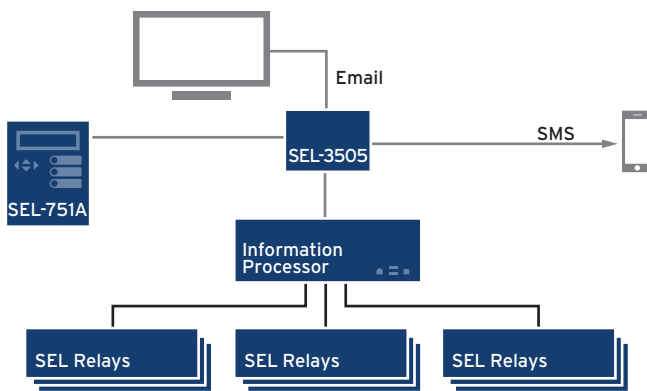 Email
SMS
SEL-3505
SEL-751A
Information
Processor
SEL Relays
SEL Relays
SEL Relays